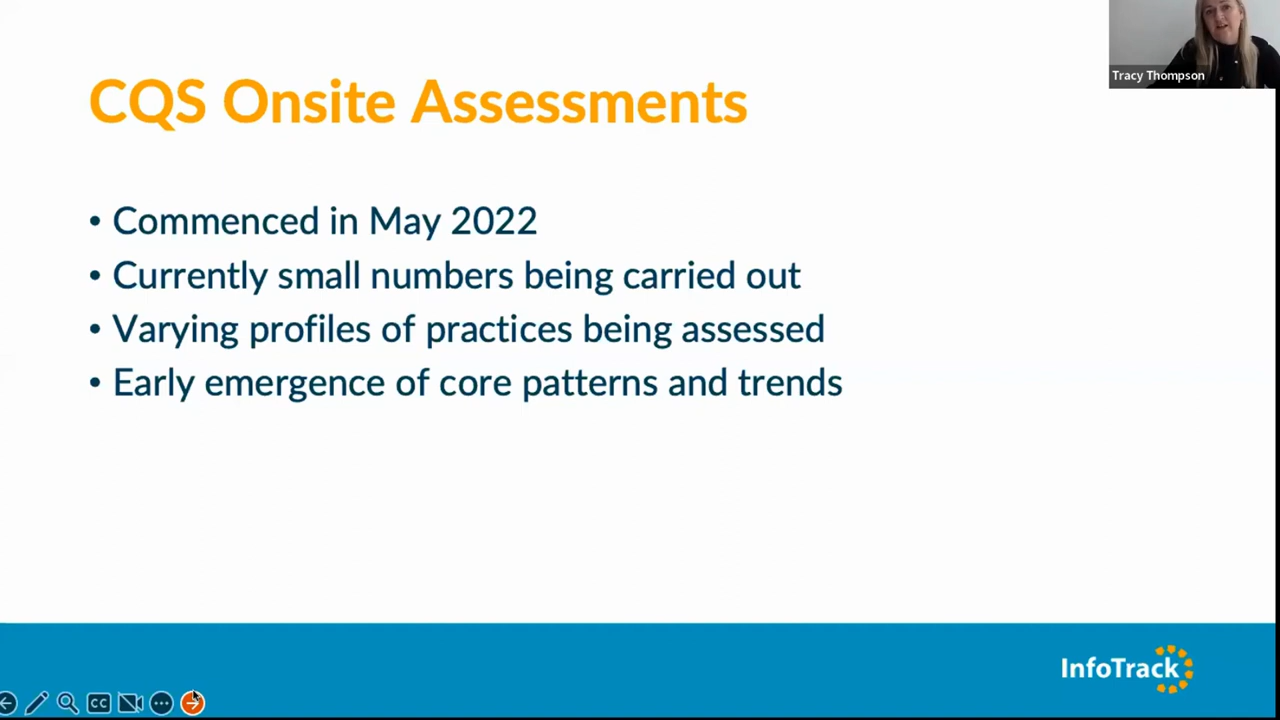 Tracy Thompson
CQS Onsite Assessments
• Commenced in May 2022
• Currently small numbers being carried out
• Varying profiles of practices being assessed
• Early emergence of core patterns and trends
InfoTrack
CC